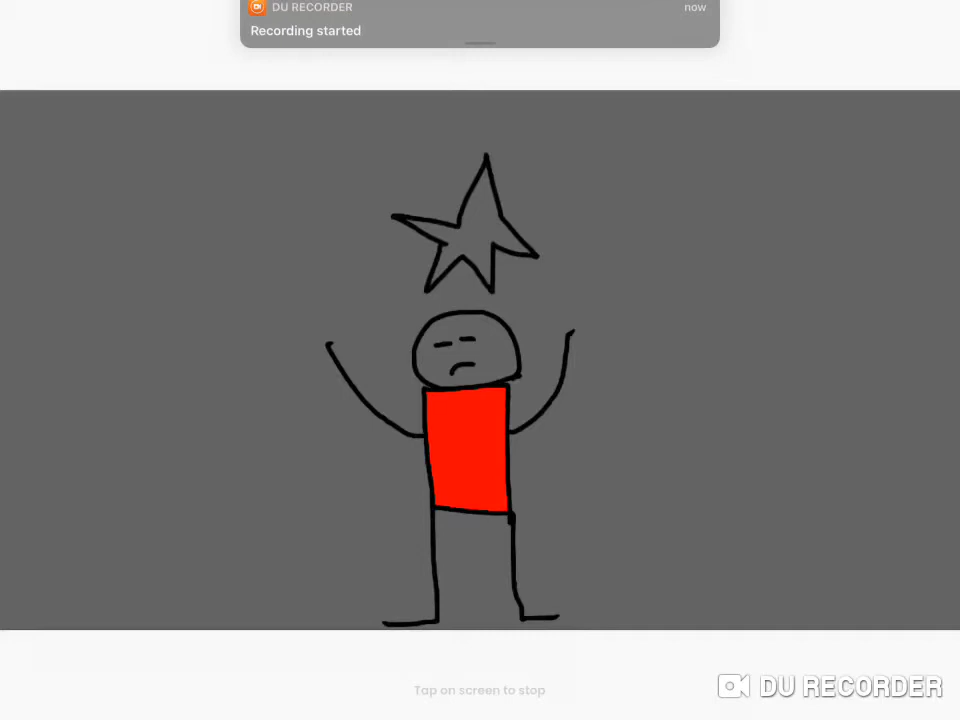 DU RECORDER
now
Recording started
Tap on screen to stop
DU RECORDER